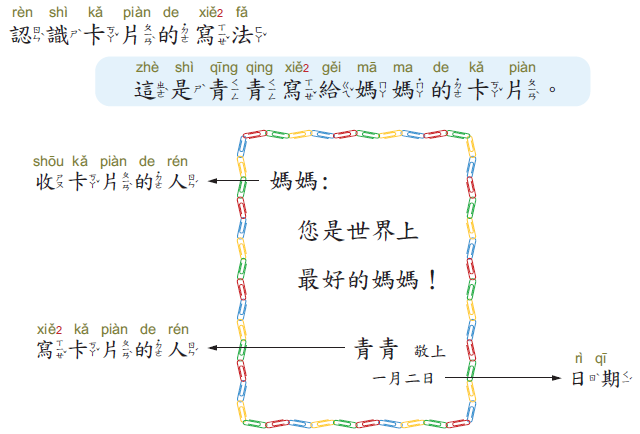 rèn shì kǎ piàn de xiě2 fǎ
認識卡片的寫法
zhè shì qīng qing xiě2 gěi mā ma de kǎ piàn
這是青青寫給媽媽的卡片。
shōu kǎ piàn de rén
收卡片的人
媽媽：
您是世界上
最好的媽媽！
xiě2 kǎ piàn de rén
寫卡片的人
青青 敬上
一月二日
rì qī
日期